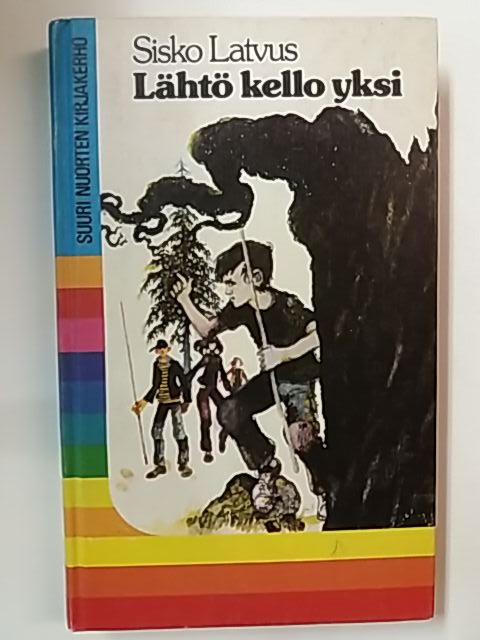 Sisko Latvus
Lähtö kello yksi
SUURI NUORTEN KIRJAKERHO